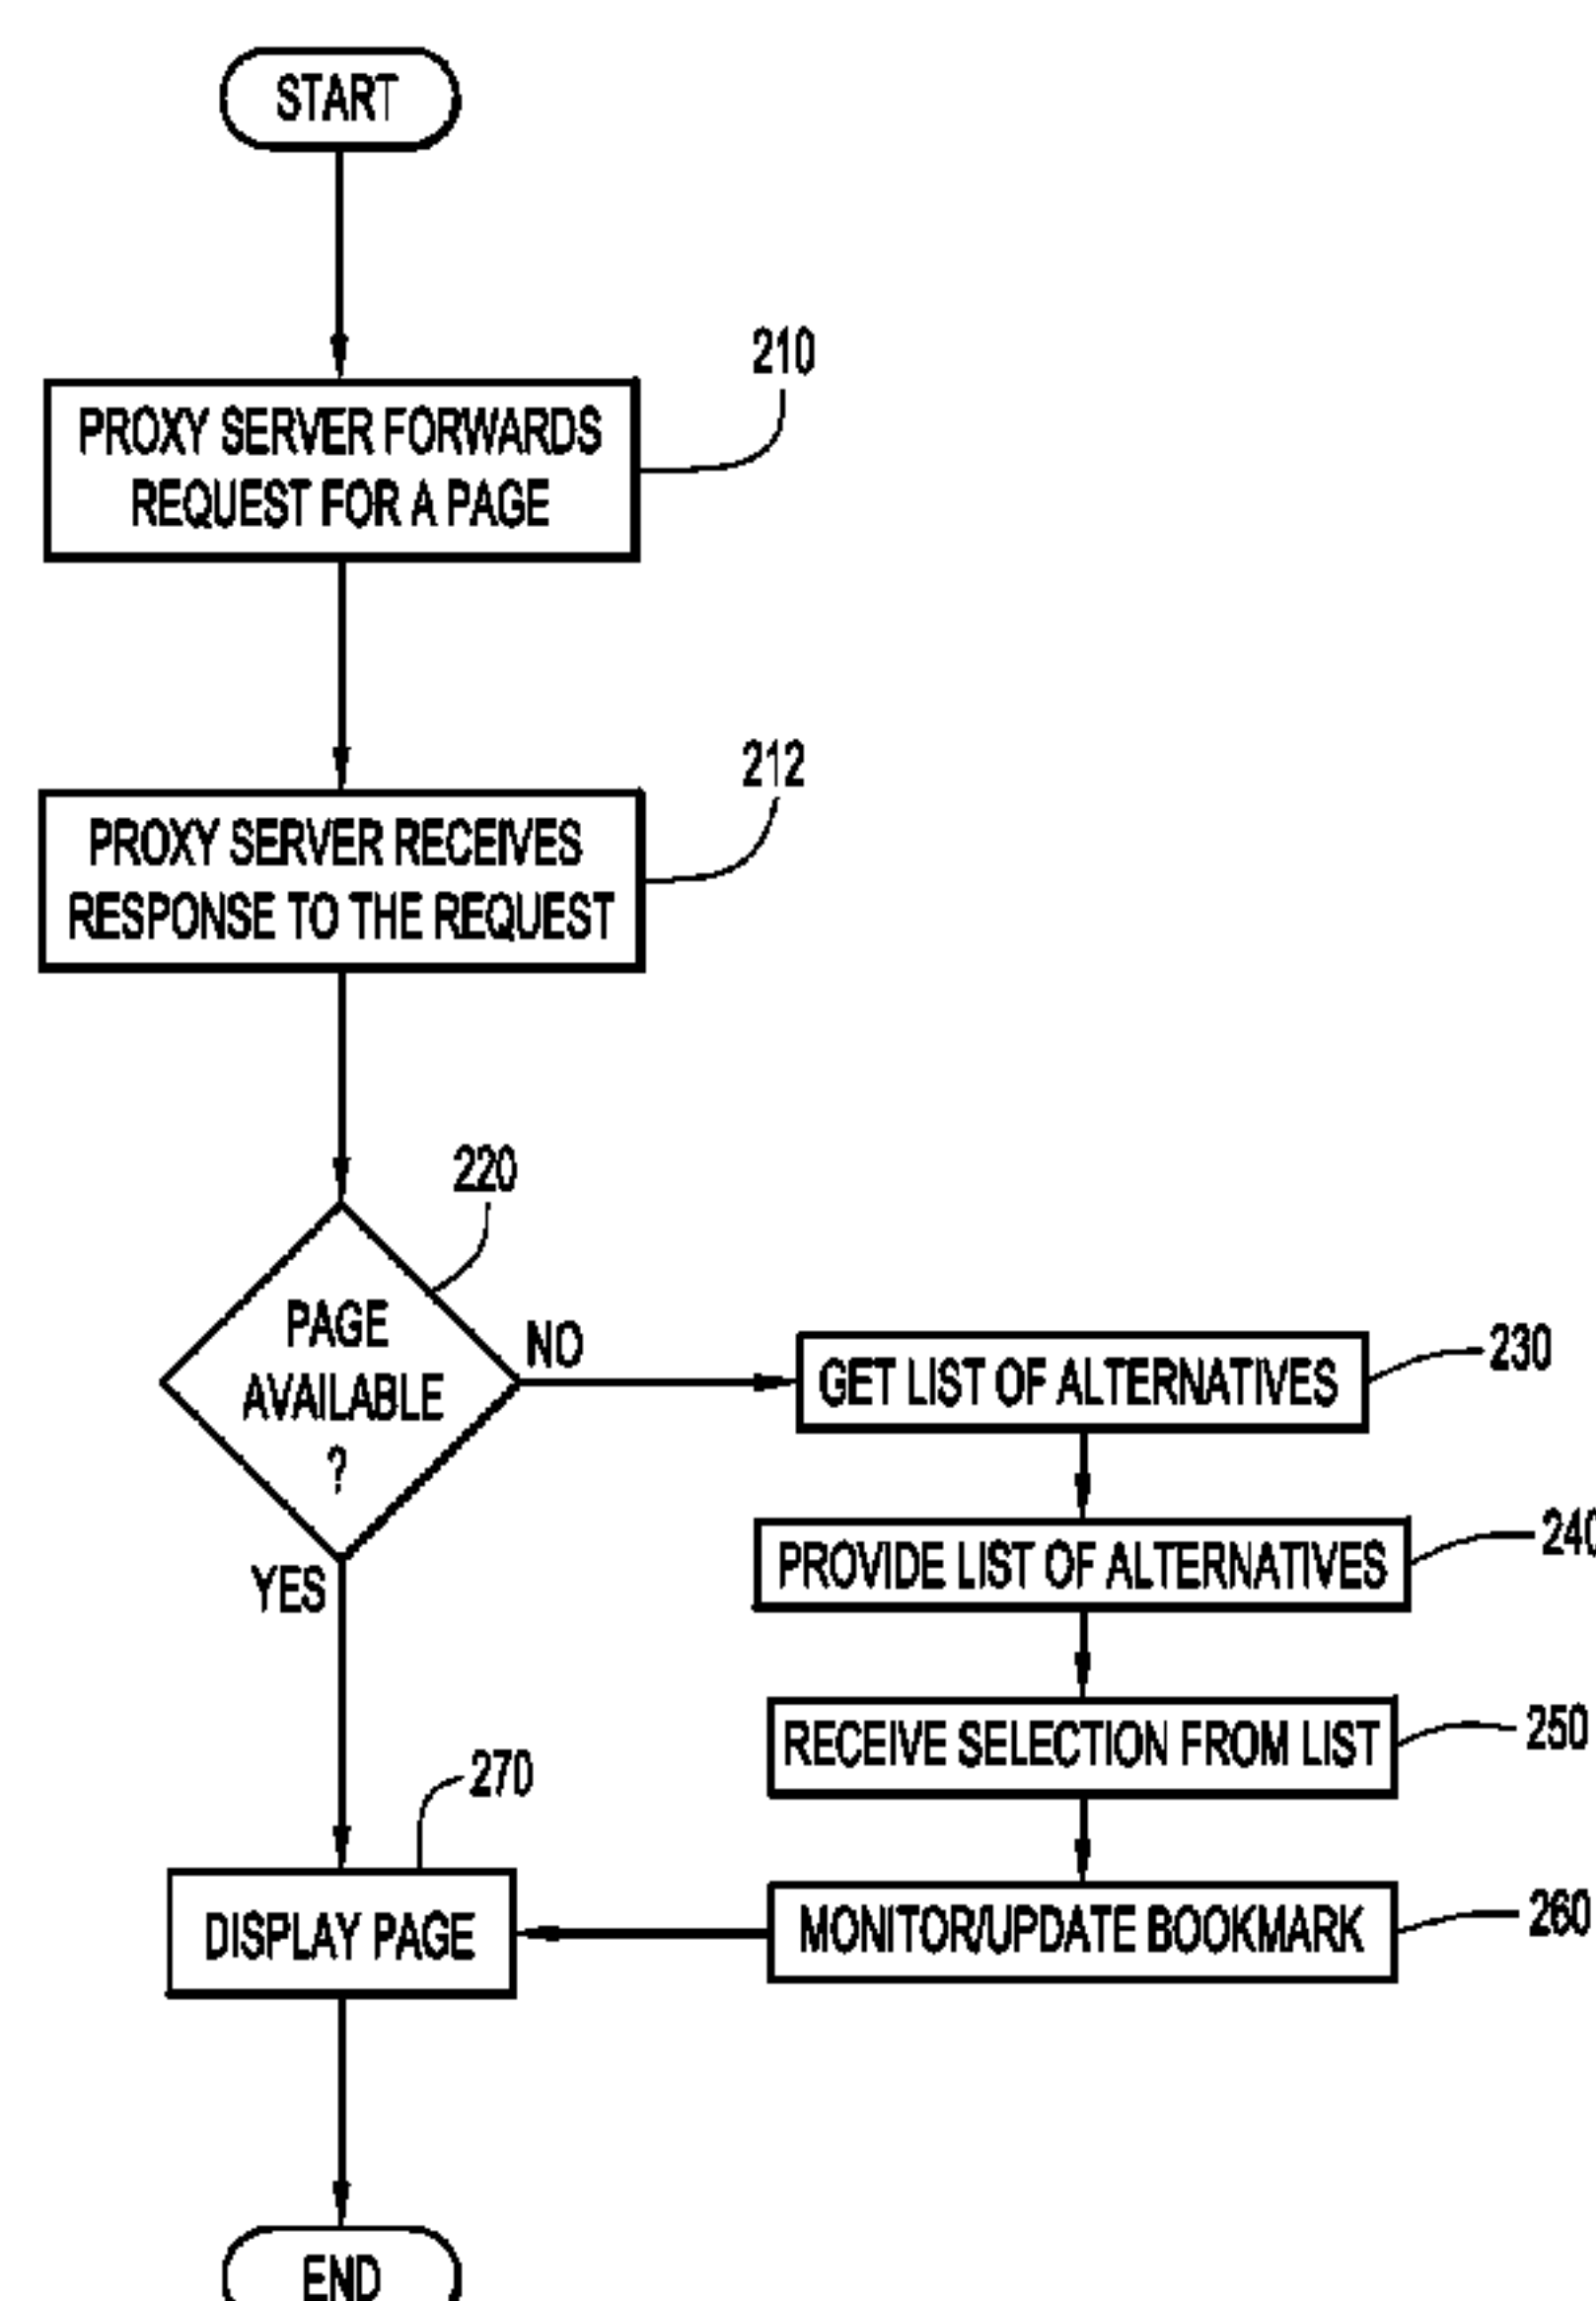 START
210
PROXY SERVER FORWARDS
REQUEST FOR A PAGE
212
PROXY SERVER RECEIVES
RESPONSE TO THE REQUEST
220
PAGE
AVAILABLE
?
NO
YES
230
GET LIST OF ALTERNATIVES
240
PROVIDE LIST OF ALTERNATIVES
250
RECEIVE SELECTION FROM LIST
260
MONITOR/UPDATE BOOKMARK
270
DISPLAY PAGE
END